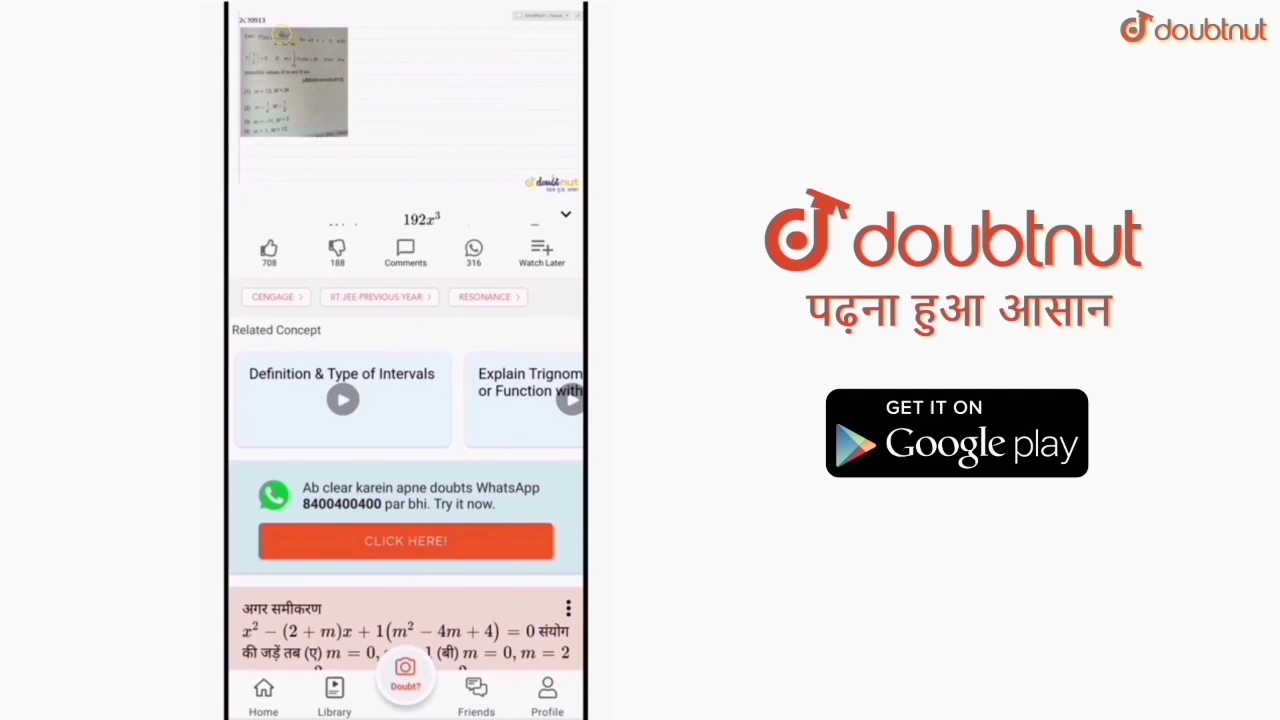 doubtnut
doubtnut
192x³
708
188
Comments
316
Watch Later
CENGAGE >
IIT JEE PREVIOUS YEAR >
RESONANCE >
Related Concept
Definition & Type of Intervals
Explain Trignom
or Function with
Ab clear karein apne doubts WhatsApp
8400400400 par bhi. Try it now.
CLICK HERE!
अगर समीकरण
x² − (2 + m)x + 1(m² − 4m + 4) = 0 संयोग
की जड़ें तब (ए) m = 0, 1 (बी) m = 0, m = 2
Doubt?
Home
Library
Friends
Profile
doubtnut
पढ़ना हुआ आसान
GET IT ON
Google play